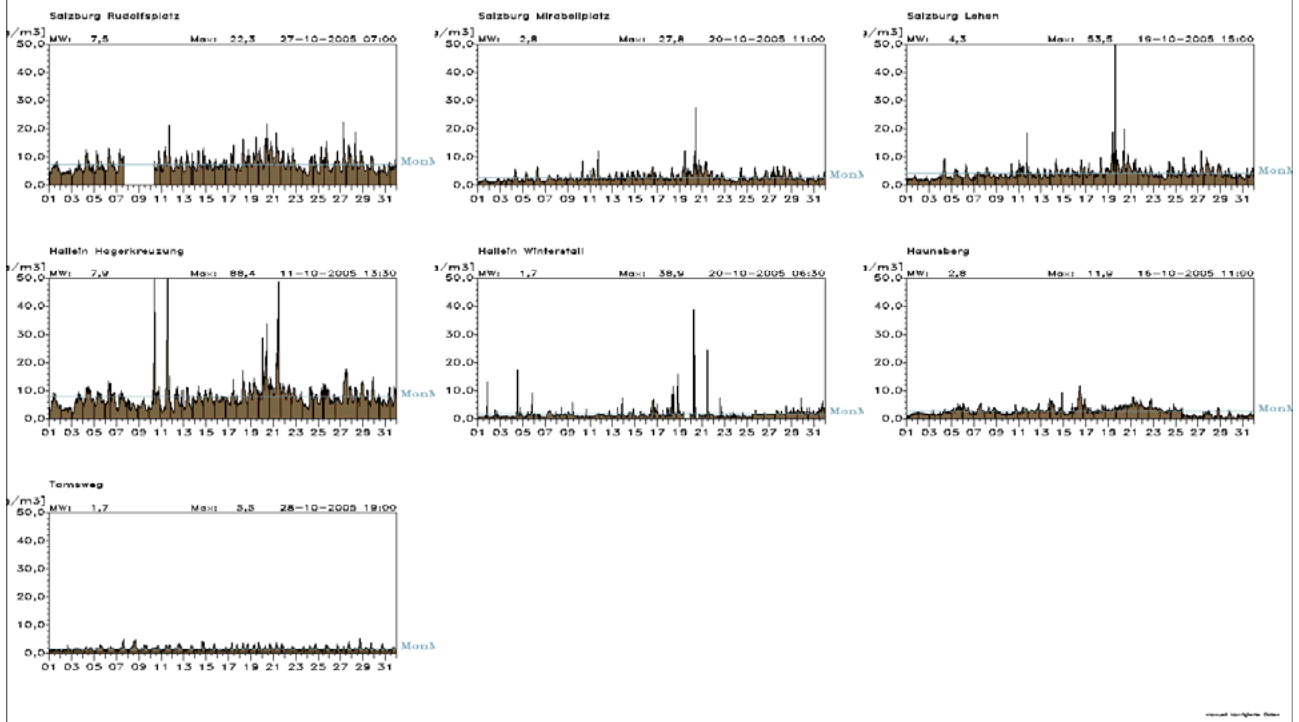 Salzburg Rudolfsplatz
g/m3] MW: 7,5 Max: 22,3 27-10-2005 07:00
50,0
40,0
30,0
20,0
10,0
0,0
MonM
01 03 05 07 09 11 13 15 17 19 21 23 25 27 29 31
Salzburg Mirabellplatz
g/m3] MW: 2,8 Max: 27,8 20-10-2005 11:00
50,0
40,0
30,0
20,0
10,0
0,0
MonM
01 03 05 07 09 11 13 15 17 19 21 23 25 27 29 31
Salzburg Lehen
g/m3] MW: 4,3 Max: 53,5 19-10-2005 15:00
50,0
40,0
30,0
20,0
10,0
0,0
MonM
01 03 05 07 09 11 13 15 17 19 21 23 25 27 29 31
Hallein Hagerkreuzung
g/m3] MW: 7,9 Max: 88,4 11-10-2005 13:30
50,0
40,0
30,0
20,0
10,0
0,0
MonM
01 03 05 07 09 11 13 15 17 19 21 23 25 27 29 31
Hallein Winterstall
g/m3] MW: 1,7 Max: 38,9 20-10-2005 06:30
50,0
40,0
30,0
20,0
10,0
0,0
MonM
01 03 05 07 09 11 13 15 17 19 21 23 25 27 29 31
Haunsberg
g/m3] MW: 2,8 Max: 11,9 16-10-2005 11:00
50,0
40,0
30,0
20,0
10,0
0,0
MonM
01 03 05 07 09 11 13 15 17 19 21 23 25 27 29 31
Tamsweg
g/m3] MW: 1,7 Max: 28-10-2005 19:00
50,0
40,0
30,0
20,0
10,0
0,0
MonM
01 03 05 07 09 11 13 15 17 19 21 23 25 27 29 31